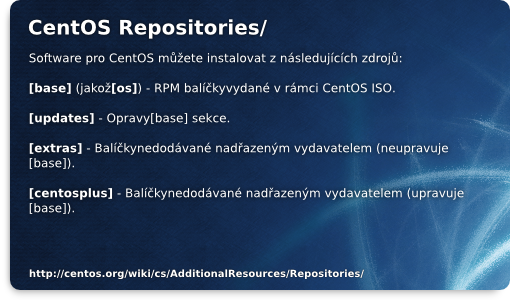 CentOS Repositories/
Software pro CentOS můžete instalovat z následujících zdrojů:
[base] (jakož[os]) - RPM balíčkyvydané v rámci CentOS ISO.
[updates] - Opravy[base] sekce.
[extras] - Balíčkynedodávané nadřazeným vydavatelem (neupravuje
[base]).
[centosplus] - Balíčkynedodávané nadřazeným vydavatelem (upravuje
[base]).
http://centos.org/wiki/cs/AdditionalResources/Repositories/